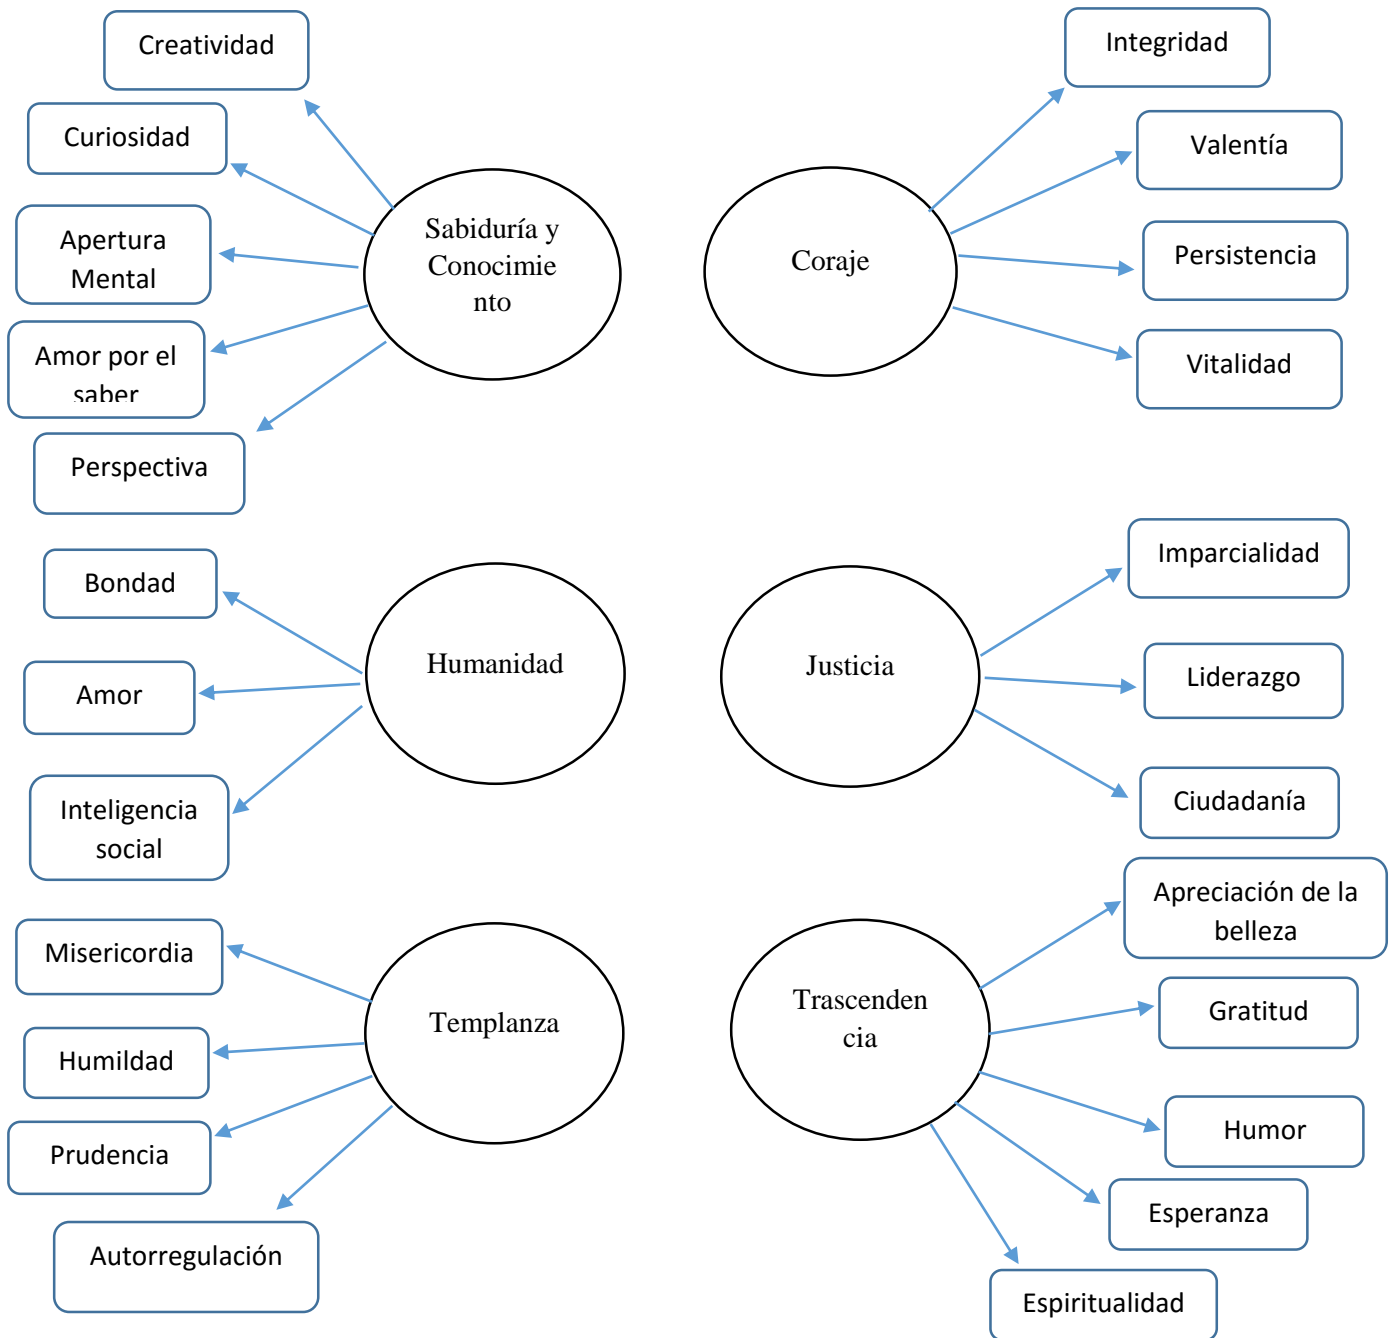 Creatividad
Curiosidad
Apertura
Mental
Amor por el
saber
Perspectiva
Sabiduría y
Conocimie
nto
Integridad
Valentía
Persistencia
Vitalidad
Coraje
Bondad
Amor
Inteligencia
social
Humanidad
Imparcialidad
Liderazgo
Ciudadanía
Justicia
Misericordia
Humildad
Prudencia
Autorregulación
Templanza
Apreciación de la
belleza
Gratitud
Humor
Esperanza
Espiritualidad
Trascenden
cia